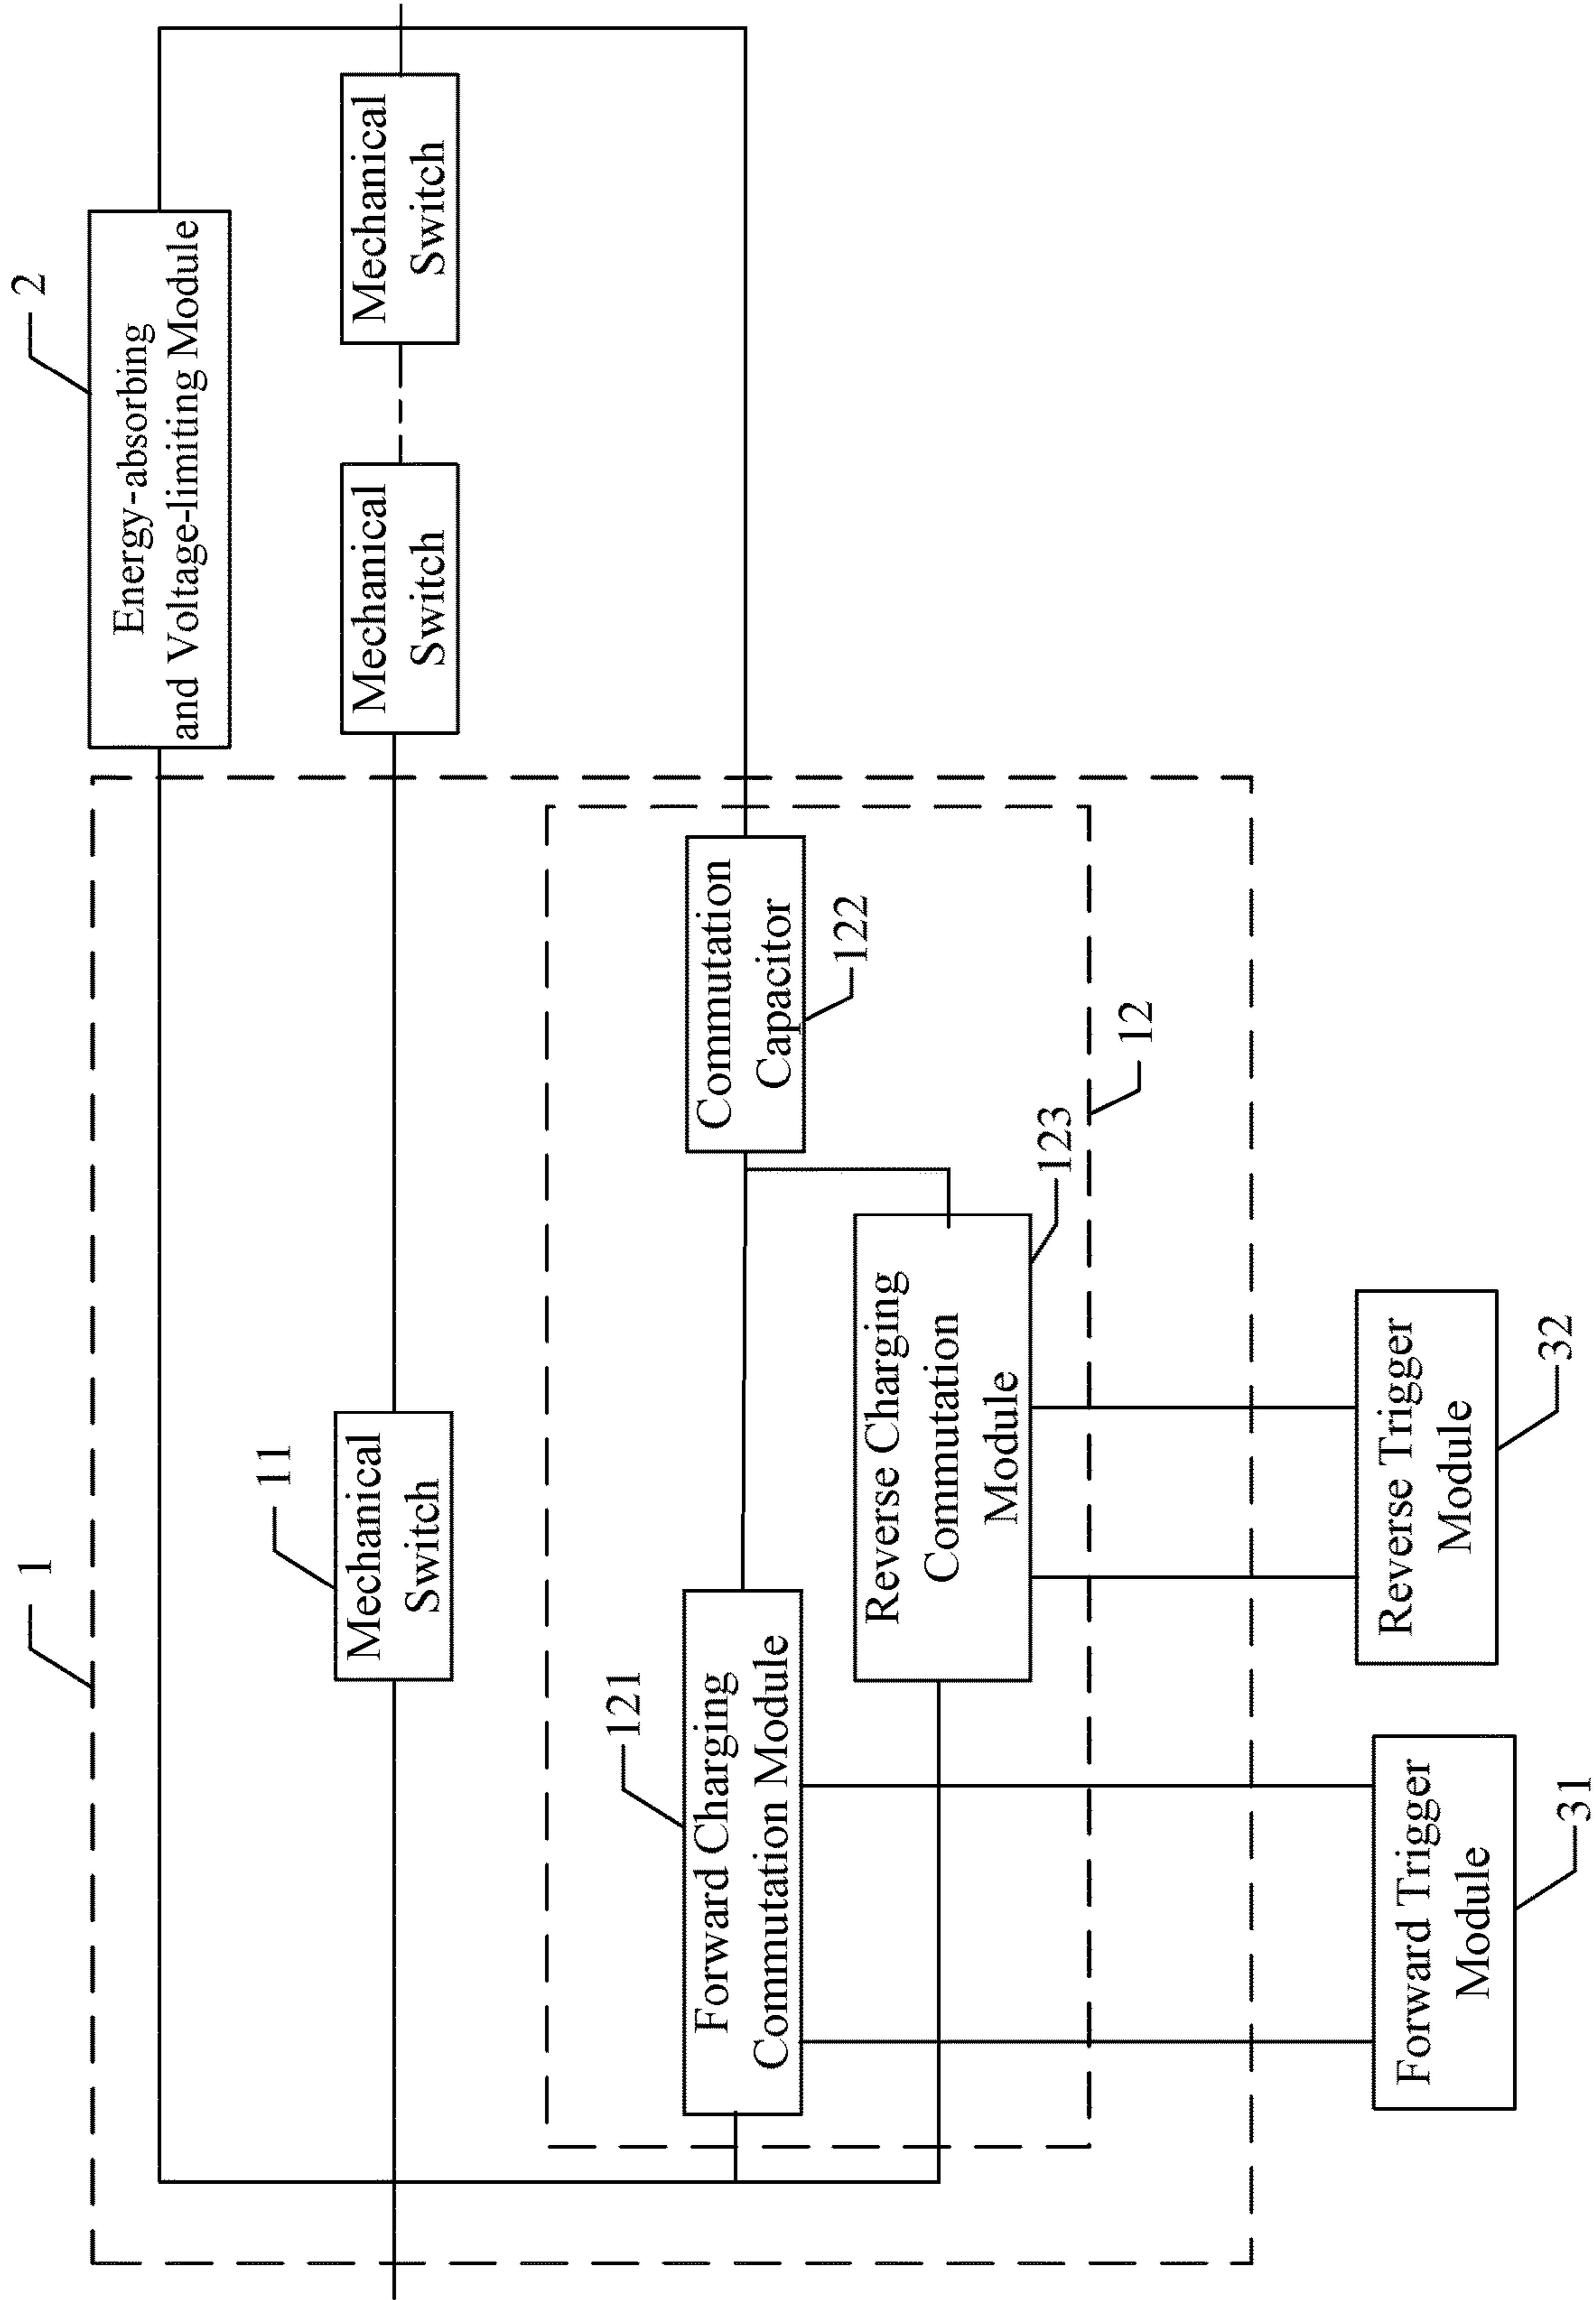 1
2
11
Mechanical
Switch
Energy-absorbing
and Voltage-limiting Module
Mechanical
Switch
Mechanical
Switch
121
Forward Charging
Commutation Module
Commutation
Capacitor
122
Reverse Charging
Commutation
Module
123
12
Forward Trigger
Module
31
Reverse Trigger
Module
32